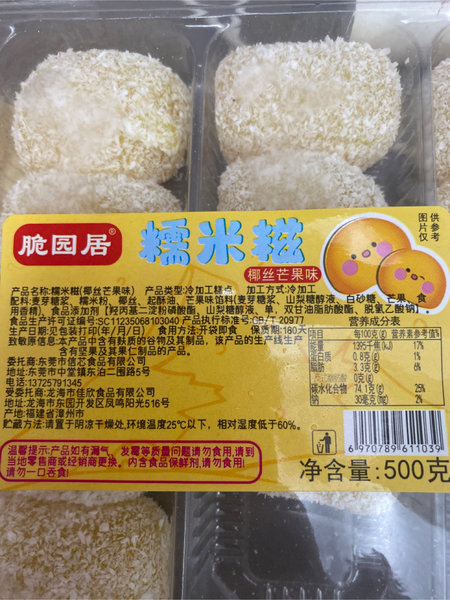 脆园居®
糯米糍
椰丝芒果味
图片仅
供参考
产品名称:糯米糍(椰丝芒果味) 产品类型:冷加工糕点 加工方式:冷加工
配料:麦芽糖浆、糯米粉、椰丝、起酥油、芒果味馅料(麦芽糖浆、山梨糖醇液、白砂糖、芒果、食
用香精) 食品添加剂【羟丙基二淀粉磷酸酯、山梨糖醇液、单,双甘油脂肪酸酯、脱氢乙酸钠】。
食品生产许可证编号:SC11235068103040 产品执行标准号:GB/T 20977
生产日期:见包装打印(年/月/日) 食用方法:开袋即食 保质期:180天
致敏原信息:本产品中含有麸质的谷物及其制品，该产品的生产线生产
含有坚果及其果仁制品的产品。
委托商:东莞市信芯食品有限公司
地址:东莞市中堂镇东泊二围路5号
电话:13725791345
受委托商:龙海市佳欣食品有限公司
地址:龙海市东园开发区凤鸣阳光516号
产地:福建省漳州市
贮藏方法:请置于阴凉干燥处,环境温度25℃以下，相对湿度低于60%。
营养成分表
项目 每100克(g) 营养素参考值%
能量 1395千焦(kJ) 17%
蛋白质 0.8克(g) 1%
脂肪 3.3克(g) 6%
0克(g)
碳水化合物 74.1克(g) 25%
钠 30毫克(mg) 2%
6970789611039
温馨提示:产品如有漏气、发霉等质量问题请勿食用,请到
当地零售商或经销商更换。内含食品保鲜剂,请勿食用,
请勿一口吞食!
净含量:500克